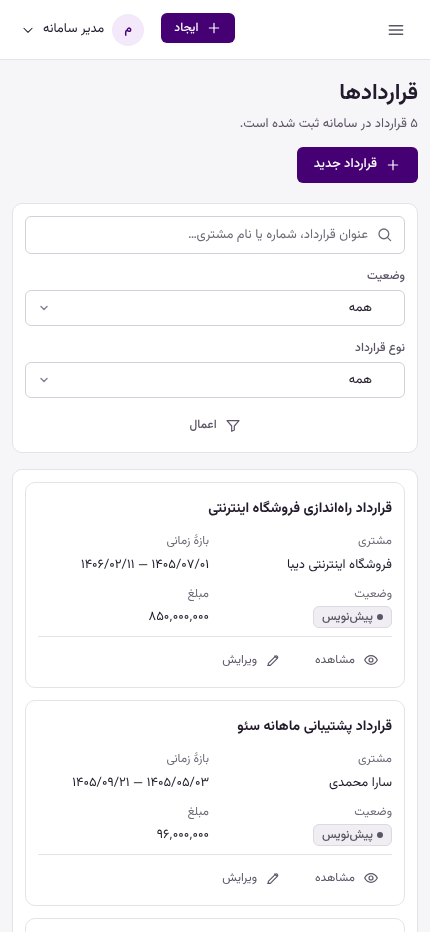 ایجاد
م
مدیر سامانه
قراردادها
۵ قرارداد در سامانه ثبت شده است.
قرارداد جدید
عنوان قرارداد، شماره یا نام مشتری...
وضعیت
همه
نوع قرارداد
همه
اعمال
قرارداد راه‌اندازی فروشگاه اینترنتی
مشتری
بازهٔ زمانی
فروشگاه اینترنتی دیبا
۱۴۰۵/۰۷/۰۱ — ۱۴۰۶/۰۲/۱۱
وضعیت
مبلغ
پیش‌نویس
۸۵۰,۰۰۰,۰۰۰
مشاهده
ویرایش
قرارداد پشتیبانی ماهانه سئو
مشتری
بازهٔ زمانی
سارا محمدی
۱۴۰۵/۰۵/۰۳ — ۱۴۰۵/۰۹/۲۱
وضعیت
مبلغ
پیش‌نویس
۹۶,۰۰۰,۰۰۰
مشاهده
ویرایش